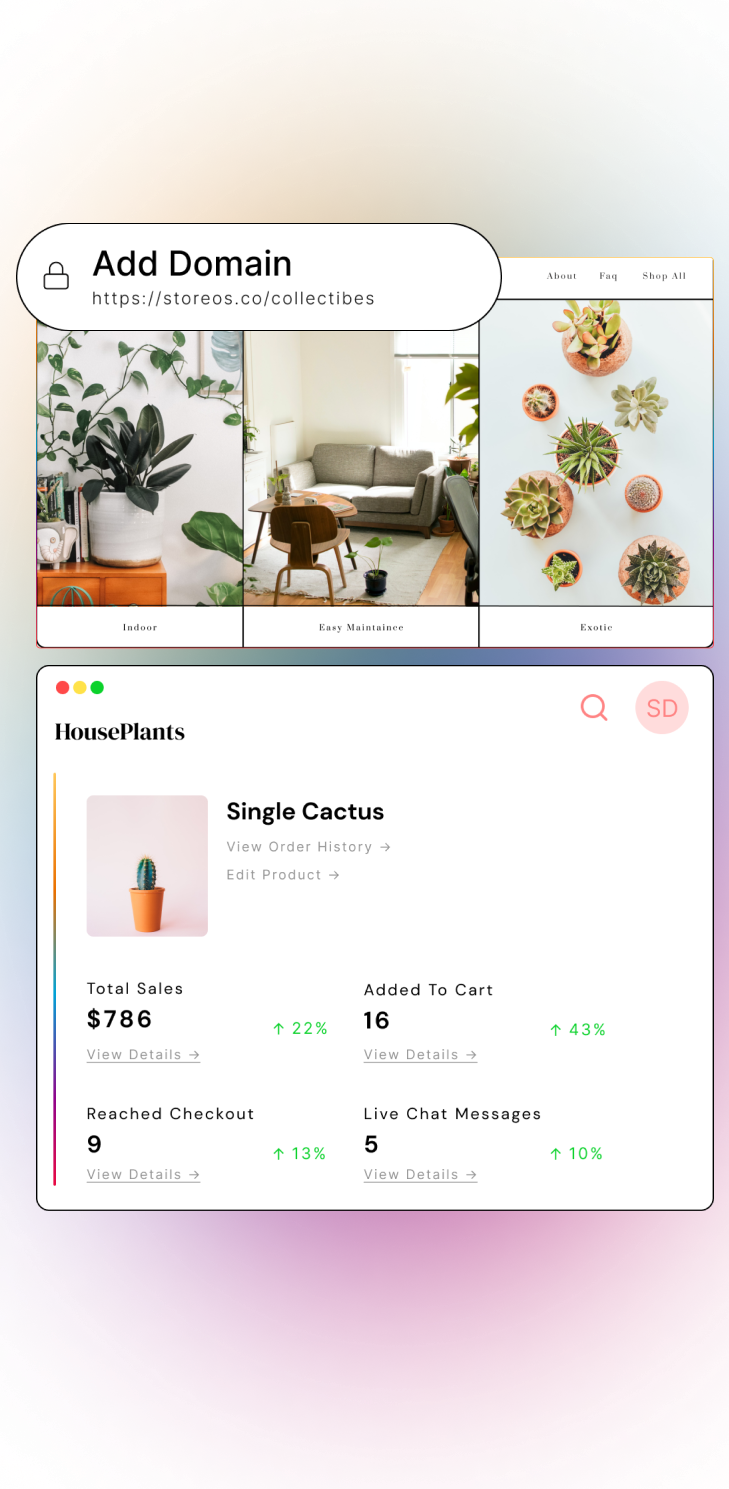 Add Domain
https://storeos.co/collectibes
About Faq Shop All
Indoor
Easy Maintainee
Exotic
HousePlants
SD
Single Cactus
View Order History →
Edit Product →
Total Sales
$786
↑ 22%
View Details →
Added To Cart
16
↑ 43%
View Details →
Reached Checkout
9
↑ 13%
View Details →
Live Chat Messages
5
↑ 10%
View Details →